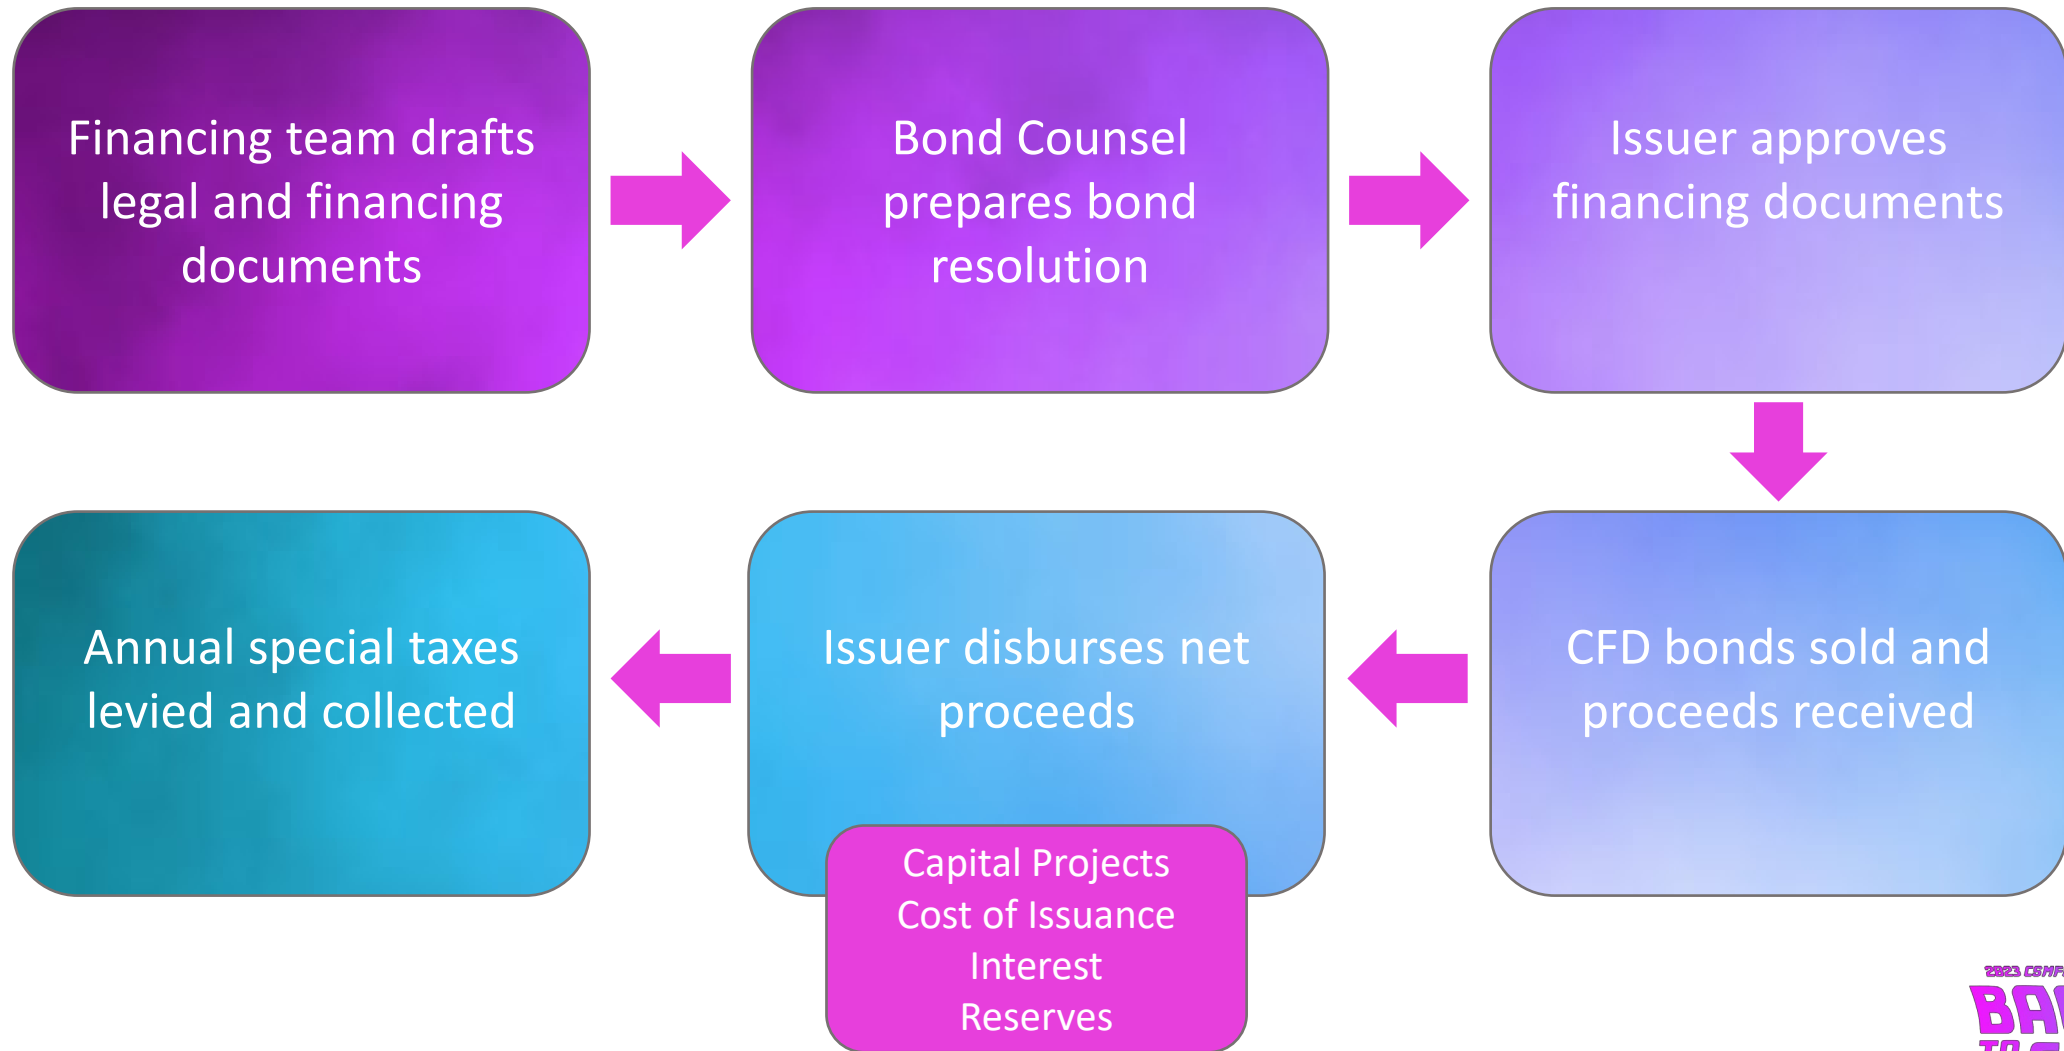 Financing team drafts
legal and financing
documents
Bond Counsel
prepares bond
resolution
Issuer approves
financing documents
CFD bonds sold and
proceeds received
Issuer disburses net
proceeds
Capital Projects
Cost of Issuance
Interest
Reserves
Annual special taxes
levied and collected
2023